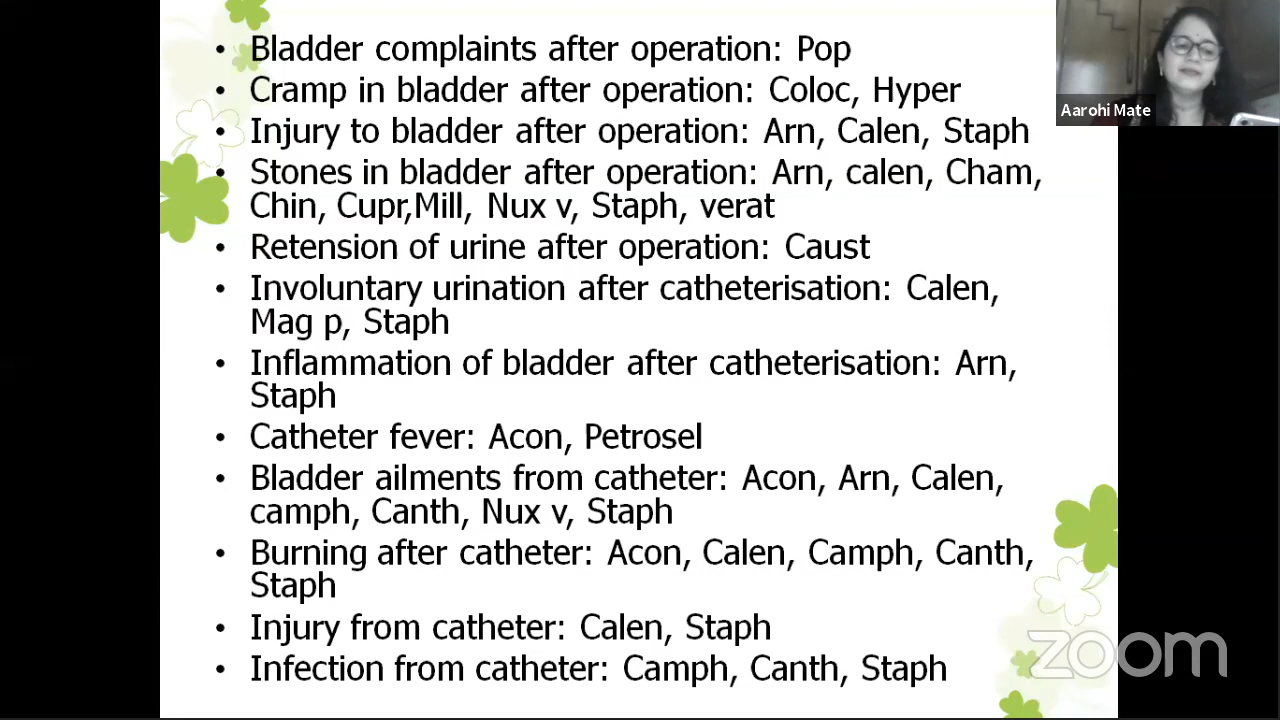 • Bladder complaints after operation: Pop
• Cramp in bladder after operation: Coloc, Hyper
• Injury to bladder after operation: Arn, Calen, Staph
• Stones in bladder after operation: Arn, calen, Cham,
Chin, Cupr,Mill, Nux v, Staph, verat
• Retension of urine after operation: Caust
• Involuntary urination after catheterisation: Calen,
Mag p, Staph
• Inflammation of bladder after catheterisation: Arn,
Staph
• Catheter fever: Acon, Petrosel
• Bladder ailments from catheter: Acon, Arn, Calen,
camph, Canth, Nux v, Staph
• Burning after catheter: Acon, Calen, Camph, Canth,
Staph
• Injury from catheter: Calen, Staph
• Infection from catheter: Camph, Canth, Staph
Aarohi Mate
zoom